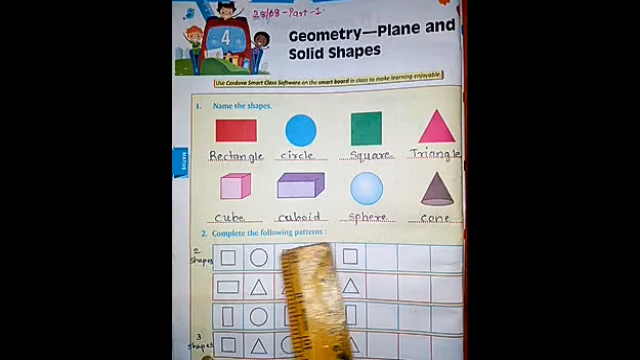 28/08-Part-1.
4
Geometry—Plane and
Solid Shapes
Use Cordova Smart Class Software on the smart board in class to make learning enjoyable
1. Name the shapes.
Rectangle circle Square Triangle
MATHS
cube cuboid sphere cone
2. Complete the following patterns :
2
shapes
3
shapes